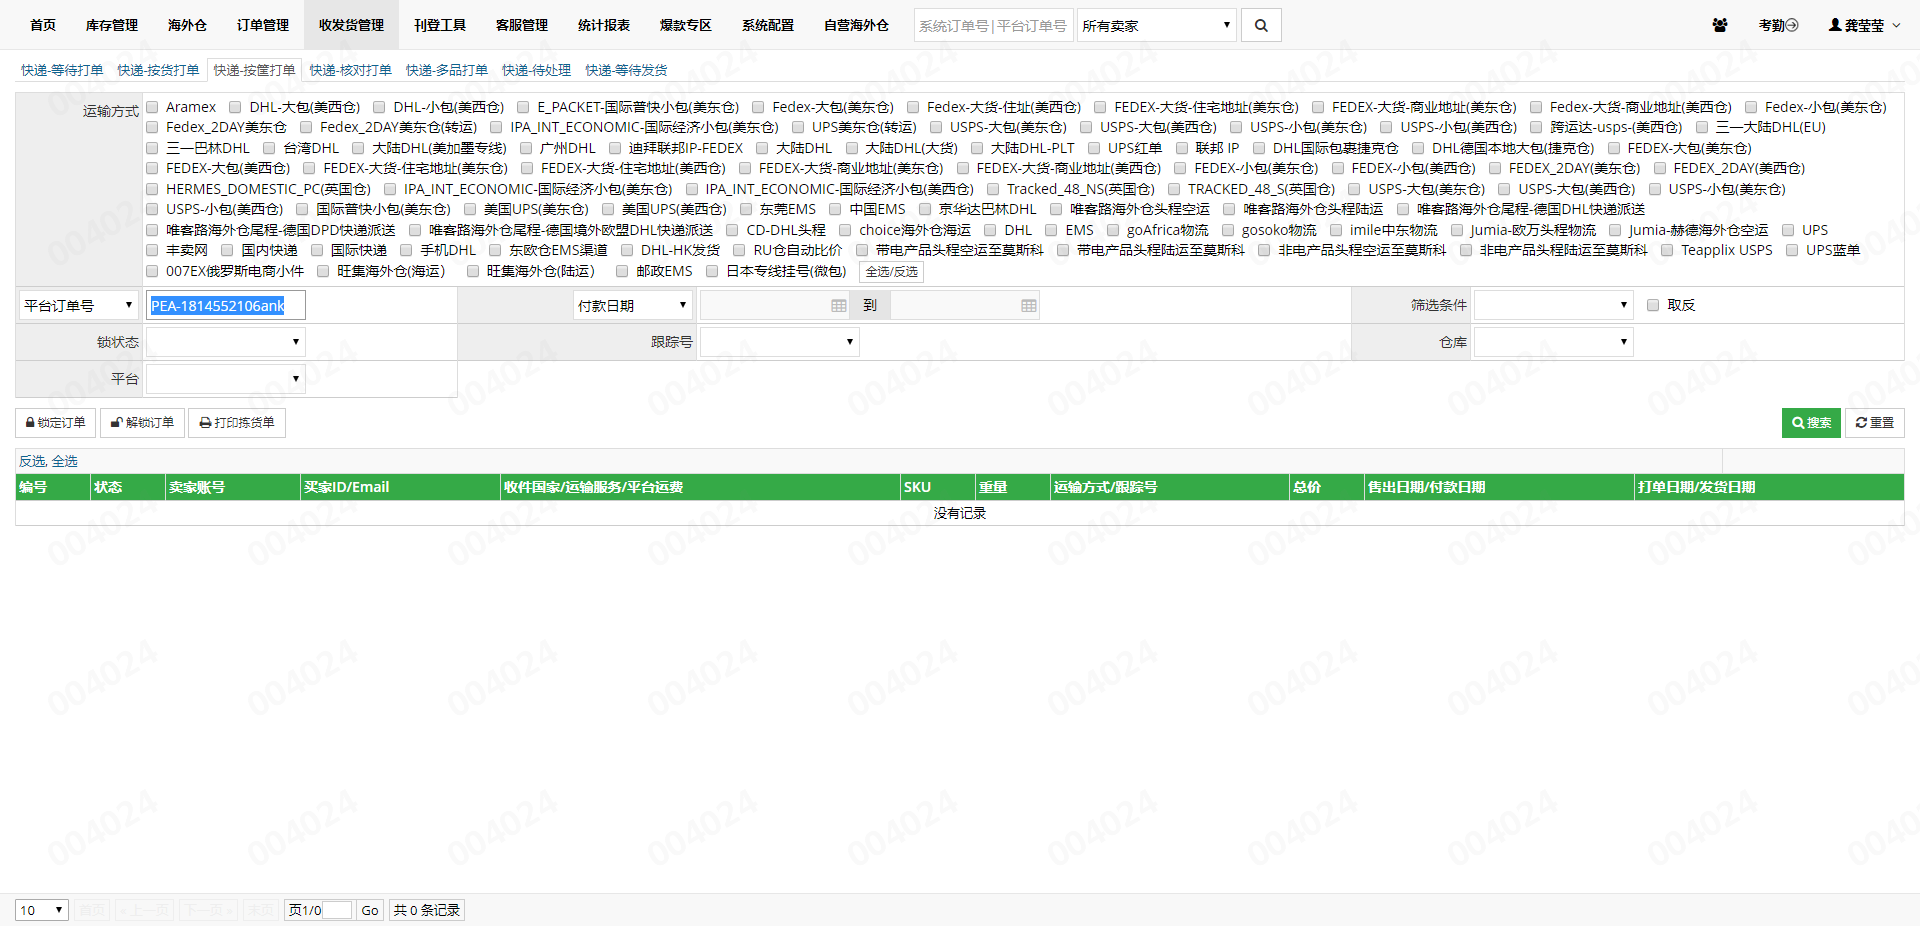 首页 库存管理 海外仓 订单管理 收发货管理 刊登工具 客服管理 统计报表 爆款专区 系统配置 自营海外仓 系统订单号|平台订单号 所有卖家 考勤 龚莹莹
快递-等待打单 快递-按货打单 快递-按筐打单 快递-核对打单 快递-多品打单 快递-待处理 快递-等待发货
运输方式 Aramex DHL-大包(美西仓) DHL-小包(美西仓) E_PACKET-国际普快小包(美东仓) Fedex-大包(美东仓) Fedex-大货-住址(美西仓) FEDEX-大货-住宅地址(美东仓) FEDEX-大货-商业地址(美东仓) Fedex-大货-商业地址(美西仓) Fedex-小包(美东仓)
Fedex_2DAY美东仓 Fedex_2DAY美东仓(转运) IPA_INT_ECONOMIC-国际经济小包(美东仓) UPS美东仓(转运) USPS-大包(美东仓) USPS-大包(美西仓) USPS-小包(美东仓) USPS-小包(美西仓) 跨运达-usps-(美西仓) 三一大陆DHL(EU)
三一巴林DHL 台湾DHL 大陆DHL(美加墨专线) 广州DHL 迪拜联邦IP-FEDEX 大陆DHL 大陆DHL(大货) 大陆DHL-PLT UPS红单 联邦 IP DHL国际包裹捷克仓 DHL德国本地大包(捷克仓) FEDEX-大包(美东仓)
FEDEX-大包(美西仓) FEDEX-大货-住宅地址(美东仓) FEDEX-大货-住宅地址(美西仓) FEDEX-大货-商业地址(美东仓) FEDEX-大货-商业地址(美西仓) FEDEX-小包(美东仓) FEDEX-小包(美西仓) FEDEX_2DAY(美东仓) FEDEX_2DAY(美西仓)
HERMES_DOMESTIC_PC(英国仓) IPA_INT_ECONOMIC-国际经济小包(美东仓) IPA_INT_ECONOMIC-国际经济小包(美西仓) Tracked_48_NS(英国仓) TRACKED_48_S(英国仓) USPS-大包(美东仓) USPS-大包(美西仓) USPS-小包(美东仓)
USPS-小包(美西仓) 国际普快小包(美东仓) 美国UPS(美东仓) 美国UPS(美西仓) 东莞EMS 中国EMS 京华达巴林DHL 唯客路海外仓头程空运 唯客路海外仓头程陆运 唯客路海外仓尾程-德国DHL快递派送
唯客路海外仓尾程-德国DPD快递派送 唯客路海外仓尾程-德国境外欧盟DHL快递派送 CD-DHL头程 choice海外仓海运 DHL EMS goAfrica物流 gosoko物流 imile中东物流 Jumia-欧万头程物流 Jumia-赫德海外仓空运 UPS
丰卖网 国内快递 国际快递 手机DHL 东欧仓EMS渠道 DHL-HK发货 RU仓自动比价 带电产品头程空运至莫斯科 带电产品头程陆运至莫斯科 非电产品头程空运至莫斯科 非电产品头程陆运至莫斯科 Teapplix USPS UPS蓝单
007EX俄罗斯电商小件 旺集海外仓(海运) 旺集海外仓(陆运) 邮政EMS 日本专线挂号(微包) 全选/反选
平台订单号 PEA-1814552106ank 付款日期 到 筛选条件 取反
锁状态 跟踪号 仓库
平台
锁定订单 解锁订单 打印拣货单 搜索 重置
反选, 全选
编号 状态 卖家账号 买家ID/Email 收件国家/运输服务/平台运费 SKU 重量 运输方式/跟踪号 总价 售出日期/付款日期 打单日期/发货日期
没有记录
10 首页 « 上一页 下一页 » 末页 页1/0 Go 共 0 条记录
004024